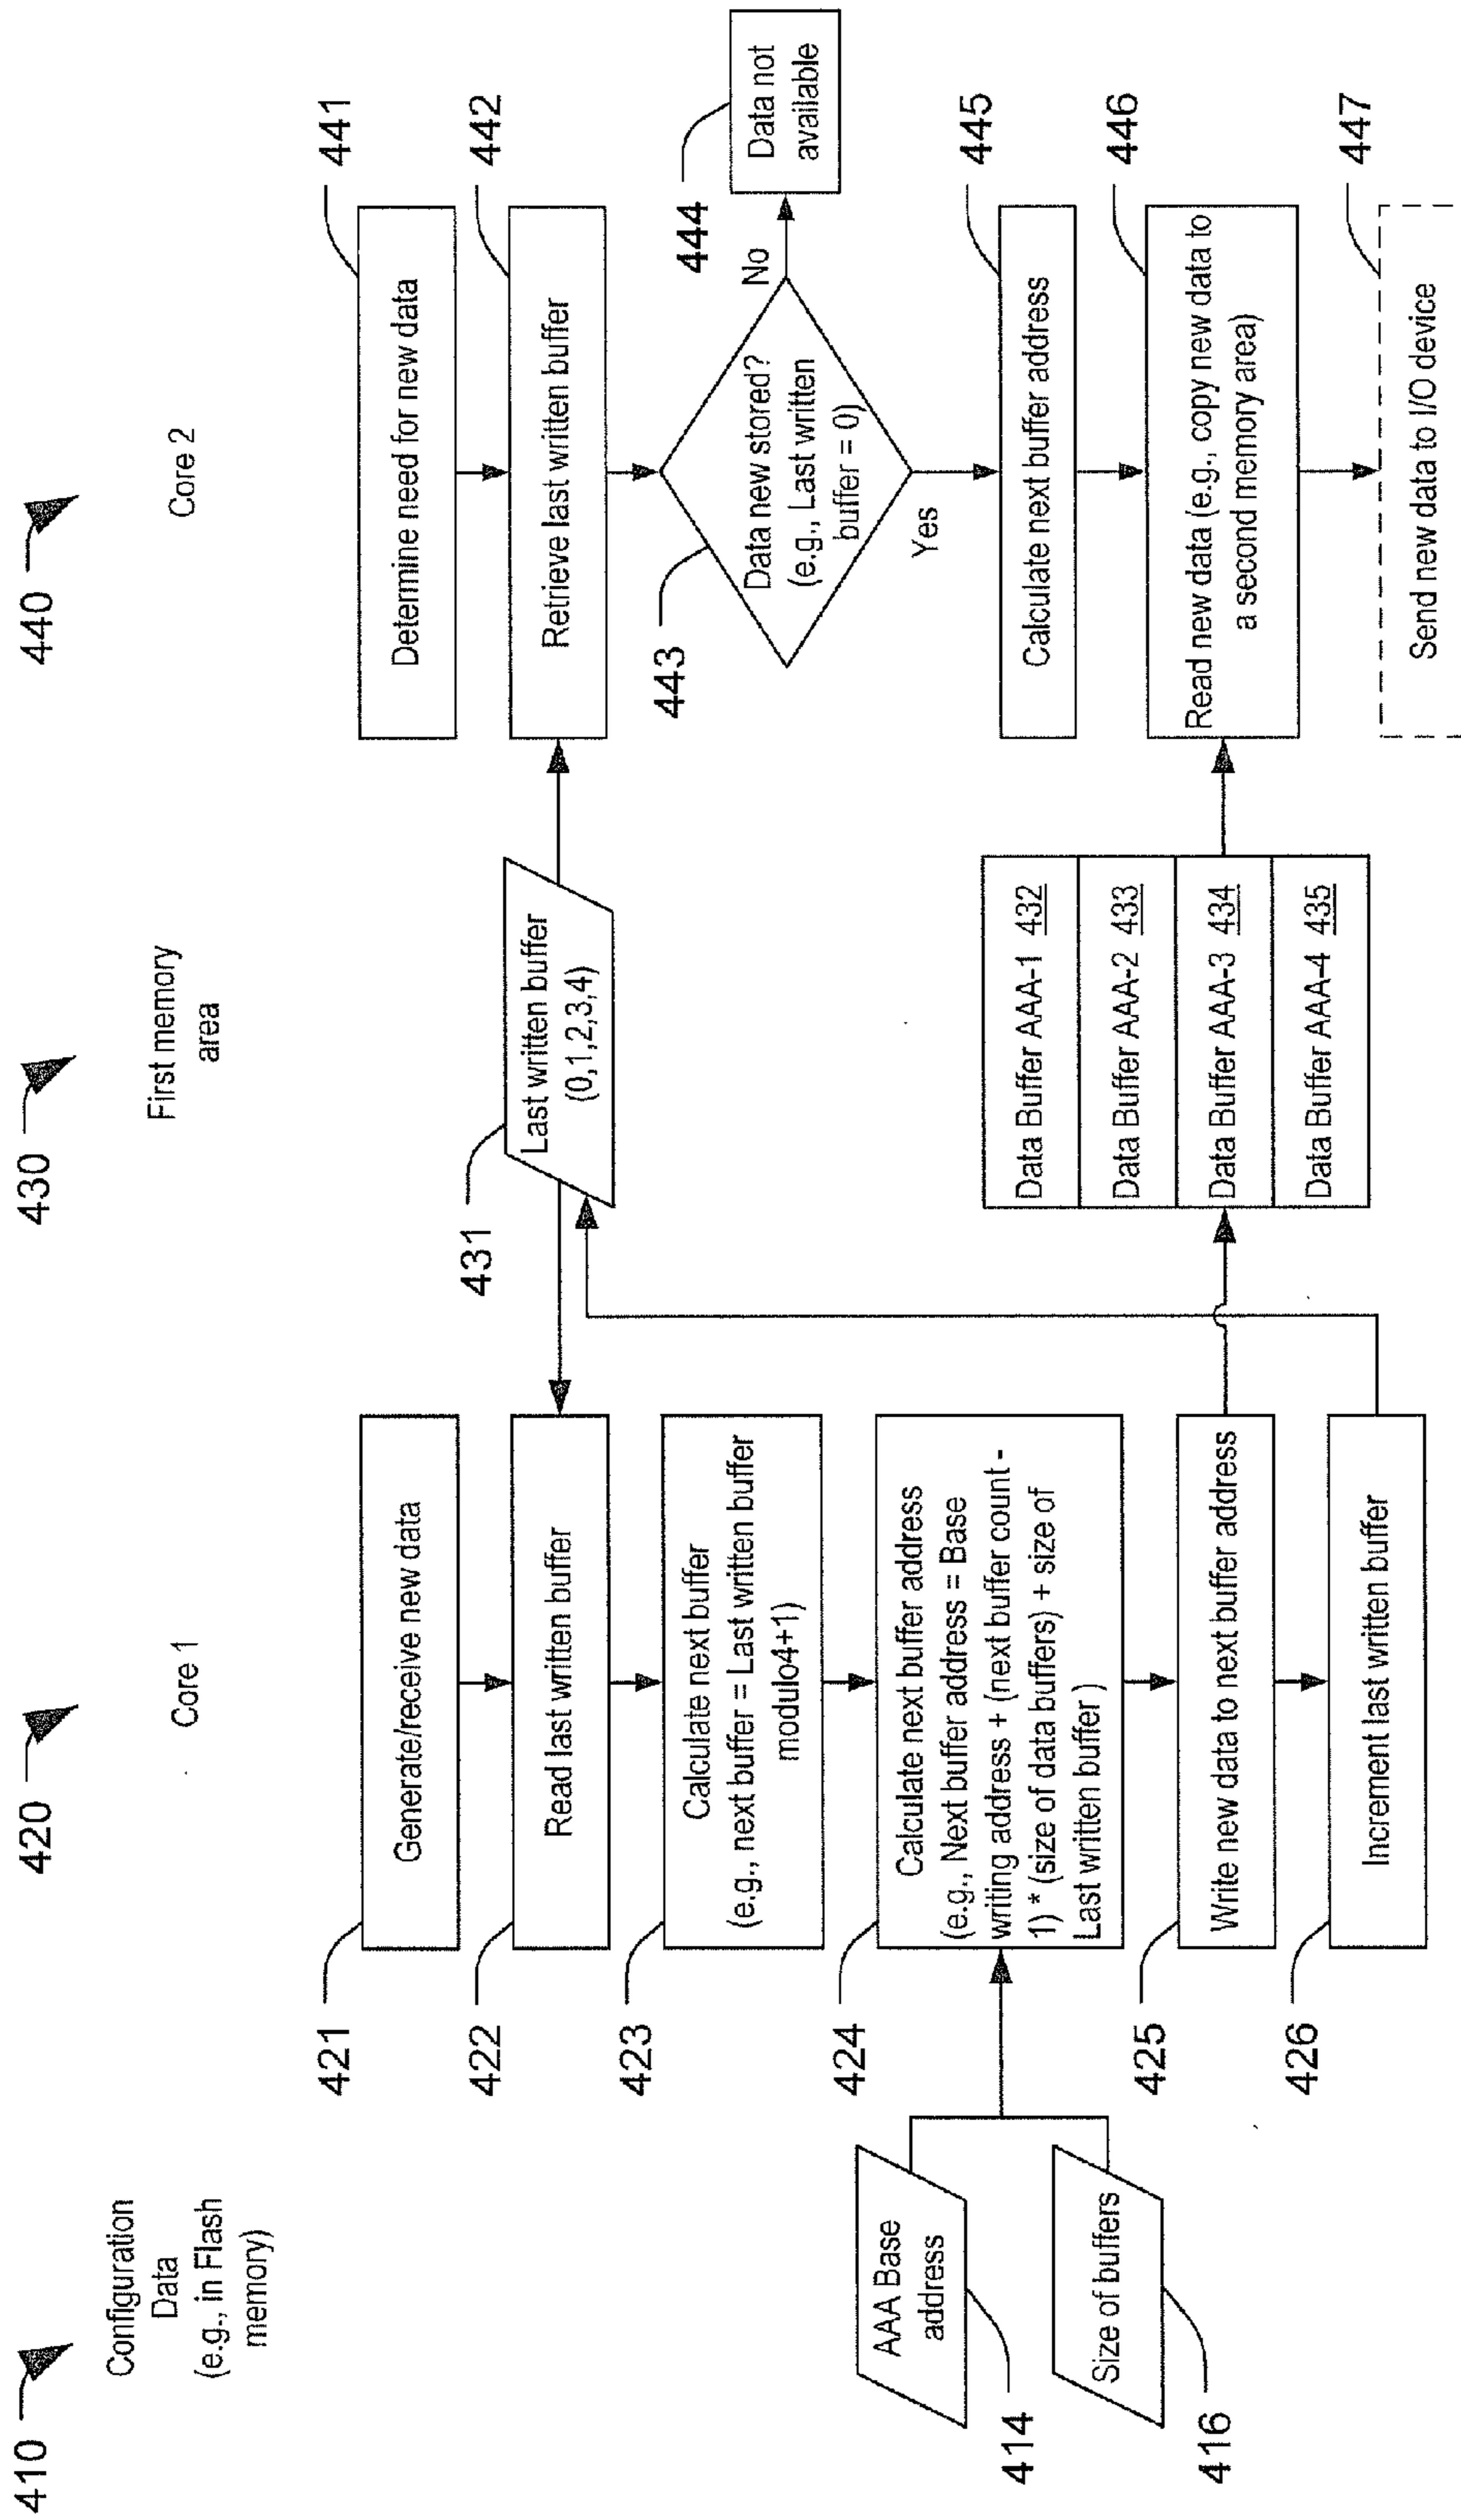 410
Configuration
Data
(e.g., in Flash
memory)
AAA Base
address
414
Size of buffers
416
420
Core 1
421
Generate/receive new data
422
Read last written buffer
423
Calculate next buffer
(e.g., next buffer = Last written buffer
modulo4+1)
424
Calculate next buffer address
(e.g., Next buffer address = Base
writing address + (next buffer count -
1) * (size of data buffers) + size of
Last written buffer )
425
Write new data to next buffer address
426
Increment last written buffer
430
First memory
area
431
Last written buffer
(0,1,2,3,4)
Data Buffer AAA-1 432
Data Buffer AAA-2 433
Data Buffer AAA-3 434
Data Buffer AAA-4 435
440
Core 2
441
Determine need for new data
442
Retrieve last written buffer
443
Data new stored?
(e.g., Last written
buffer = 0)
No
444
Data not
available
Yes
445
Calculate next buffer address
446
Read new data (e.g., copy new data to
a second memory area)
447
Send new data to I/O device